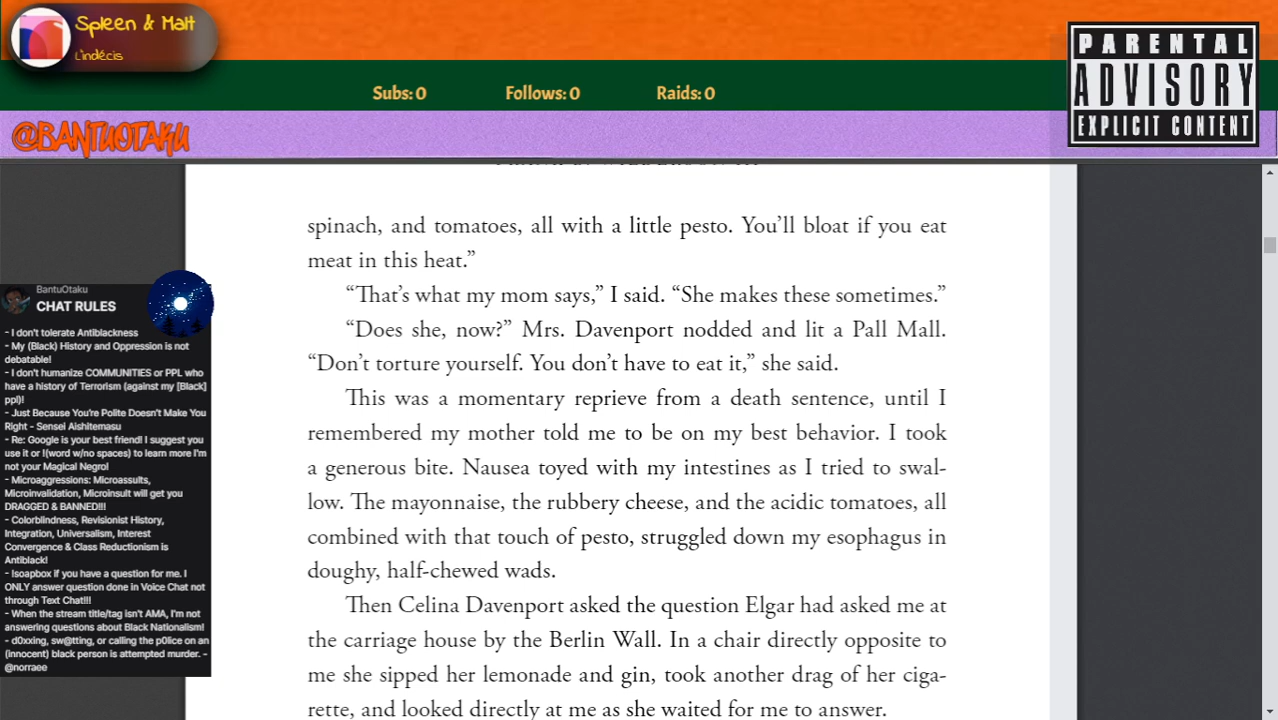 Spleen & Malt
L'indécis
PARENTAL
ADVISORY
EXPLICIT CONTENT
Subs: 0 Follows: 0 Raids: 0
@BANTUOTAKU
spinach, and tomatoes, all with a little pesto. You'll bloat if you eat
meat in this heat.”
“That's what my mom says,” I said. “She makes these sometimes.”
“Does she, now?” Mrs. Davenport nodded and lit a Pall Mall.
“Don't torture yourself. You don't have to eat it,” she said.
This was a momentary reprieve from a death sentence, until I
remembered my mother told me to be on my best behavior. I took
a generous bite. Nausea toyed with my intestines as I tried to swal-
low. The mayonnaise, the rubbery cheese, and the acidic tomatoes, all
combined with that touch of pesto, struggled down my esophagus in
doughy, half-chewed wads.
Then Celina Davenport asked the question Elgar had asked me at
the carriage house by the Berlin Wall. In a chair directly opposite to
me she sipped her lemonade and gin, took another drag of her ciga-
rette, and looked directly at me as she waited for me to answer.
BantuOtaku
CHAT RULES
- I don't tolerate Antiblackness
- My (Black) History and Oppression is not
debatable!
- I don't humanize COMMUNITIES or PPL who
have a history of Terrorism (against my [Black]
ppl)!
- Just Because You're Polite Doesn't Make You
Right - Sensei Aishitemasu
- Re: Google is your best friend! I suggest you
use it or !(word w/no spaces) to learn more I'm
not your Magical Negro!
- Microaggressions: Microassults,
Microinvalidation, Microinsult will get you
DRAGGED & BANNED!!!
- Colorblindness, Revisionist History,
Integration, Universalism, Interest
Convergence & Class Reductionism is
Antiblack!
- !soapbox if you have a question for me. I
ONLY answer question done in Voice Chat not
through Text Chat!!!
- When the stream title/tag isn't AMA, I'm not
answering questions about Black Nationalism!
- d0xxing, sw@tting, or calling the p0lice on an
(innocent) black person is attempted murder. -
@norraee